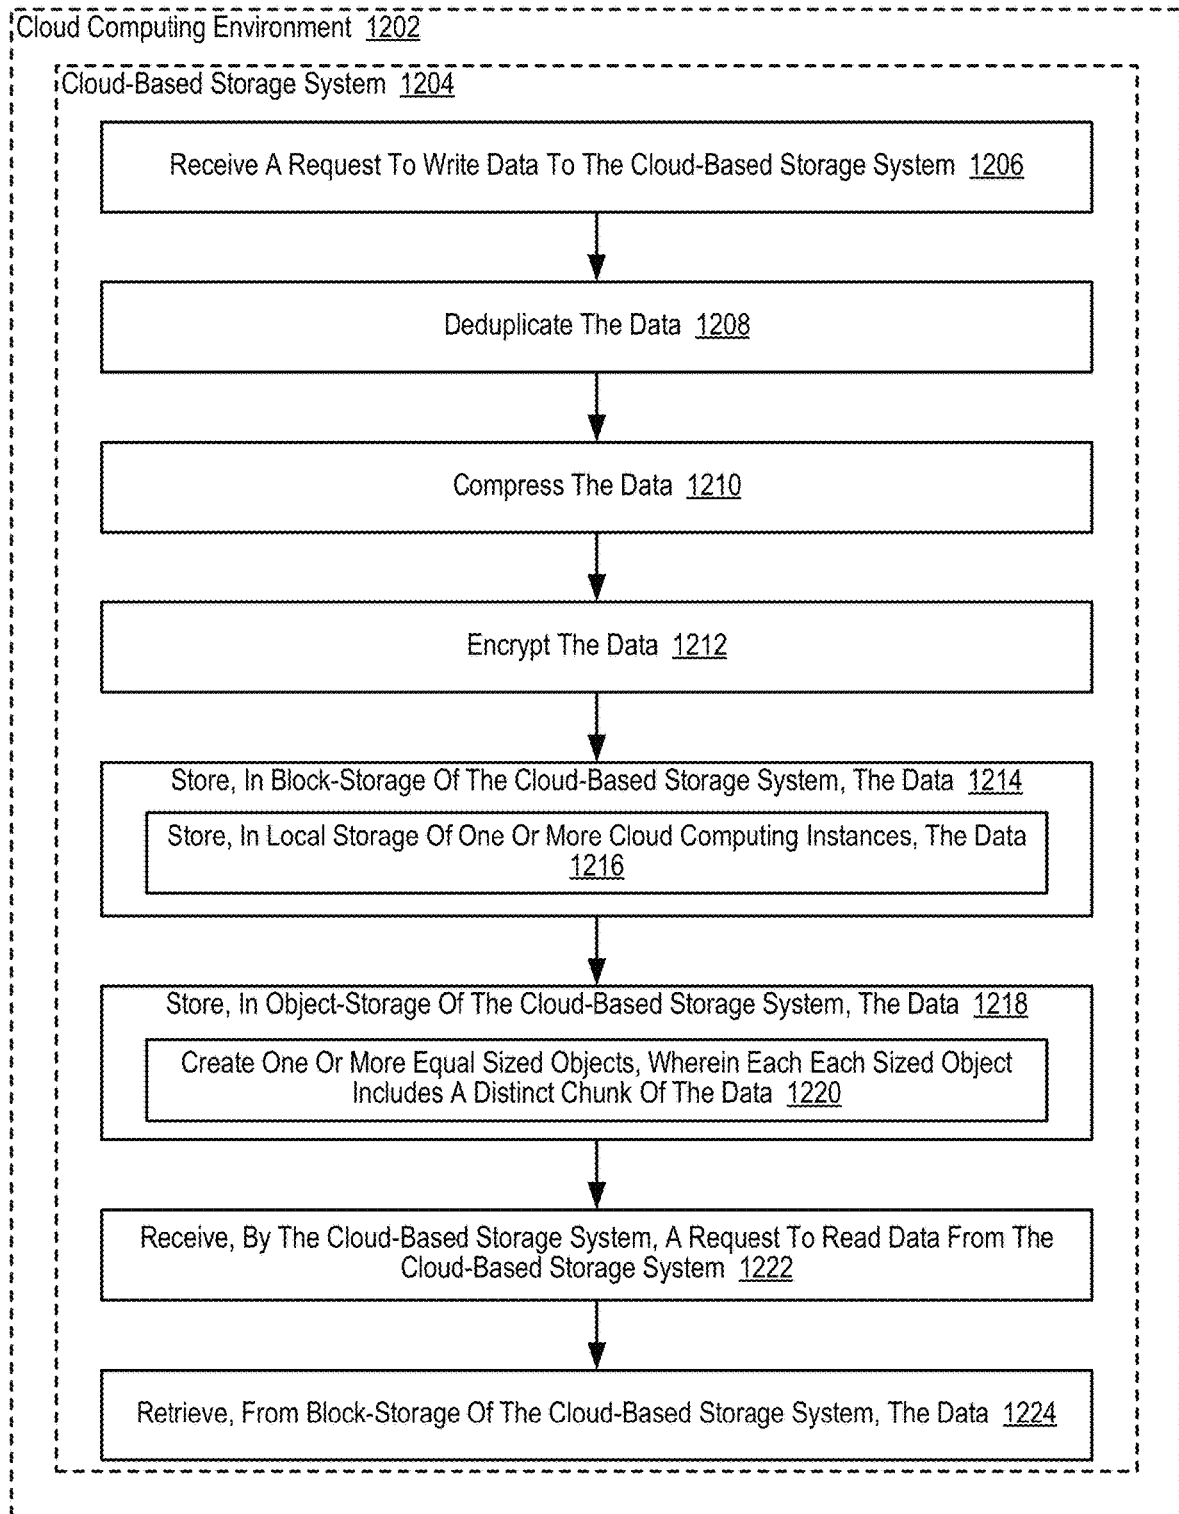 Cloud Computing Environment 1202
Cloud-Based Storage System 1204
Receive A Request To Write Data To The Cloud-Based Storage System 1206
Deduplicate The Data 1208
Compress The Data 1210
Encrypt The Data 1212
Store, In Block-Storage Of The Cloud-Based Storage System, The Data 1214
Store, In Local Storage Of One Or More Cloud Computing Instances, The Data
1216
Store, In Object-Storage Of The Cloud-Based Storage System, The Data 1218
Create One Or More Equal Sized Objects, Wherein Each Each Sized Object
Includes A Distinct Chunk Of The Data 1220
Receive, By The Cloud-Based Storage System, A Request To Read Data From The
Cloud-Based Storage System 1222
Retrieve, From Block-Storage Of The Cloud-Based Storage System, The Data 1224